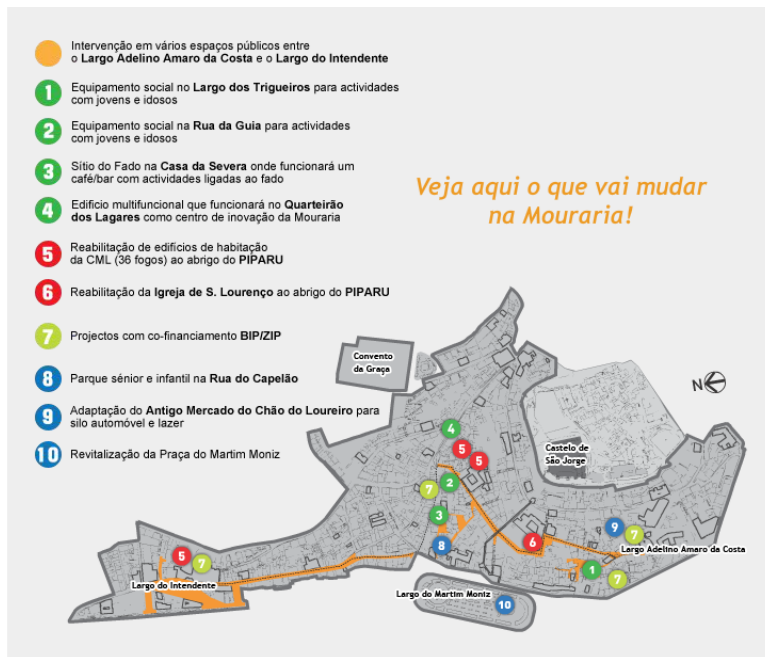 Intervenção em vários espaços públicos entre
o Largo Adelino Amaro da Costa e o Largo do Intendente
1 Equipamento social no Largo dos Trigueiros para actividades
com jovens e idosos
2 Equipamento social na Rua da Guia para actividades
com jovens e idosos
3 Sítio do Fado na Casa da Severa onde funcionará um
café/bar com actividades ligadas ao fado
4 Edificio multifuncional que funcionará no Quarteirão
dos Lagares como centro de inovação da Mouraria
5 Reabilitação de edifícios de habitação
da CML (36 fogos) ao abrigo do PIPARU
6 Reabilitação da Igreja de S. Lourenço ao abrigo do PIPARU
7 Projectos com co-financiamento BIP/ZIP
8 Parque sénior e infantil na Rua do Capelão
9 Adaptação do Antigo Mercado do Chão do Loureiro para
silo automóvel e lazer
10 Revitalização da Praça do Martim Moniz
Veja aqui o que vai mudar
na Mouraria!
Convento
da Graça
N
4
5
5
Castelo de
São Jorge
2
7
3
8
6
9
7
Largo Adelino Amaro da Costa
5
7
1
7
Largo do Intendente
Largo do Martim Moniz
10